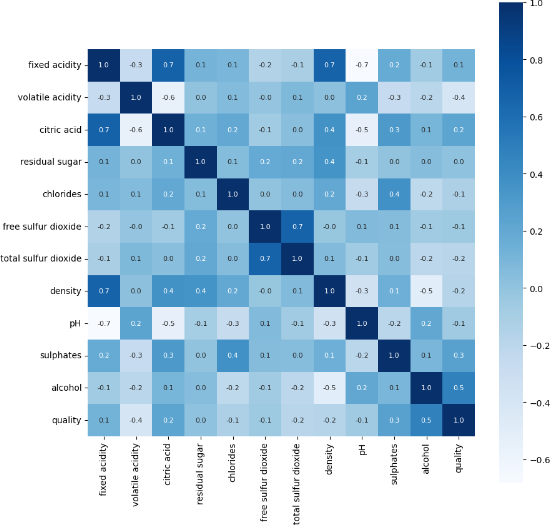 1.0
fixed acidity 1.0 -0.3 0.7 0.1 0.1 -0.2 -0.1 0.7 -0.7 0.2 -0.1 0.1
volatile acidity -0.3 1.0 -0.6 0.0 0.1 -0.0 0.1 0.0 0.2 -0.3 -0.2 -0.4
0.8
citric acid 0.7 -0.6 1.0 0.1 0.2 -0.1 0.0 0.4 -0.5 0.3 0.1 0.2
0.6
residual sugar 0.1 0.0 0.1 1.0 0.1 0.2 0.2 0.4 -0.1 0.0 0.0 0.0
0.4
chlorides 0.1 0.1 0.2 0.1 1.0 0.0 0.0 0.2 -0.3 0.4 -0.2 -0.1
0.2
free sulfur dioxide -0.2 -0.0 -0.1 0.2 0.0 1.0 0.7 -0.0 0.1 0.1 -0.1 -0.1
total sulfur dioxide -0.1 0.1 0.0 0.2 0.0 0.7 1.0 0.1 -0.1 0.0 -0.2 -0.2
0.0
density 0.7 0.0 0.4 0.4 0.2 -0.0 0.1 1.0 -0.3 0.1 -0.5 -0.2
pH -0.7 0.2 -0.5 -0.1 -0.3 0.1 -0.1 -0.3 1.0 -0.2 0.2 -0.1
−0.2
sulphates 0.2 -0.3 0.3 0.0 0.4 0.1 0.0 0.1 -0.2 1.0 0.1 0.3
alcohol -0.1 -0.2 0.1 0.0 -0.2 -0.1 -0.2 -0.5 0.2 0.1 1.0 0.5
−0.4
quality 0.1 -0.4 0.2 0.0 -0.1 -0.1 -0.2 -0.2 -0.1 0.3 0.5 1.0
−0.6
fixed acidity
volatile acidity
citric acid
residual sugar
chlorides
free sulfur dioxide
total sulfur dioxide
density
pH
sulphates
alcohol
quality